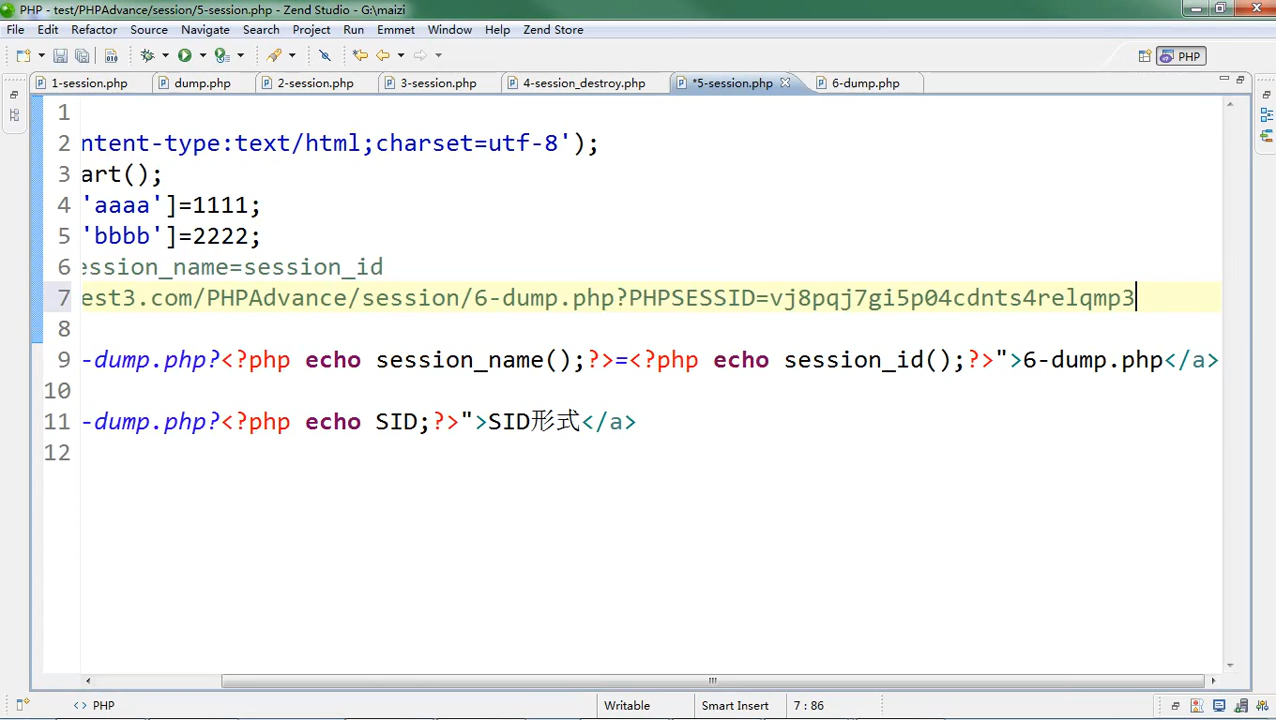 PHP - test/PHPAdvance/session/5-session.php - Zend Studio - G:\maizi
File Edit Refactor Source Navigate Search Project Run Emmet Window Help Zend Store
PHP
1-session.php dump.php 2-session.php 3-session.php 4-session_destroy.php *5-session.php 6-dump.php
1
2 ntent-type:text/html;charset=utf-8');
3 art();
4 'aaaa']=1111;
5 'bbbb']=2222;
6 ession_name=session_id
7 est3.com/PHPAdvance/session/6-dump.php?PHPSESSID=vj8pqj7gi5p04cdnts4relqmp3
8
9 -dump.php?<?php echo session_name();?>=<?php echo session_id();?>">6-dump.php</a>
10
11 -dump.php?<?php echo SID;?>">SID形式</a>
12
<> PHP Writable Smart Insert 7 : 86